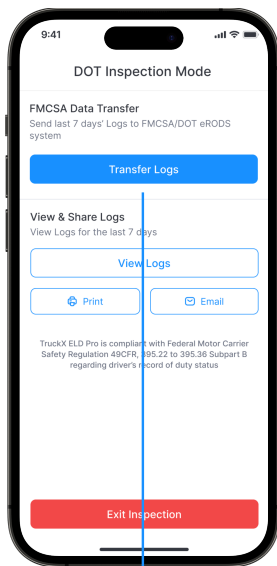 9:41
DOT Inspection Mode
FMCSA Data Transfer
Send last 7 days' Logs to FMCSA/DOT eRODS
system
Transfer Logs
View & Share Logs
View Logs for the last 7 days
View Logs
Print
Email
TruckX ELD Pro is compliant with Federal Motor Carrier
Safety Regulation 49CFR, 395.22 to 395.36 Subpart B
regarding driver's record of duty status
Exit Inspection